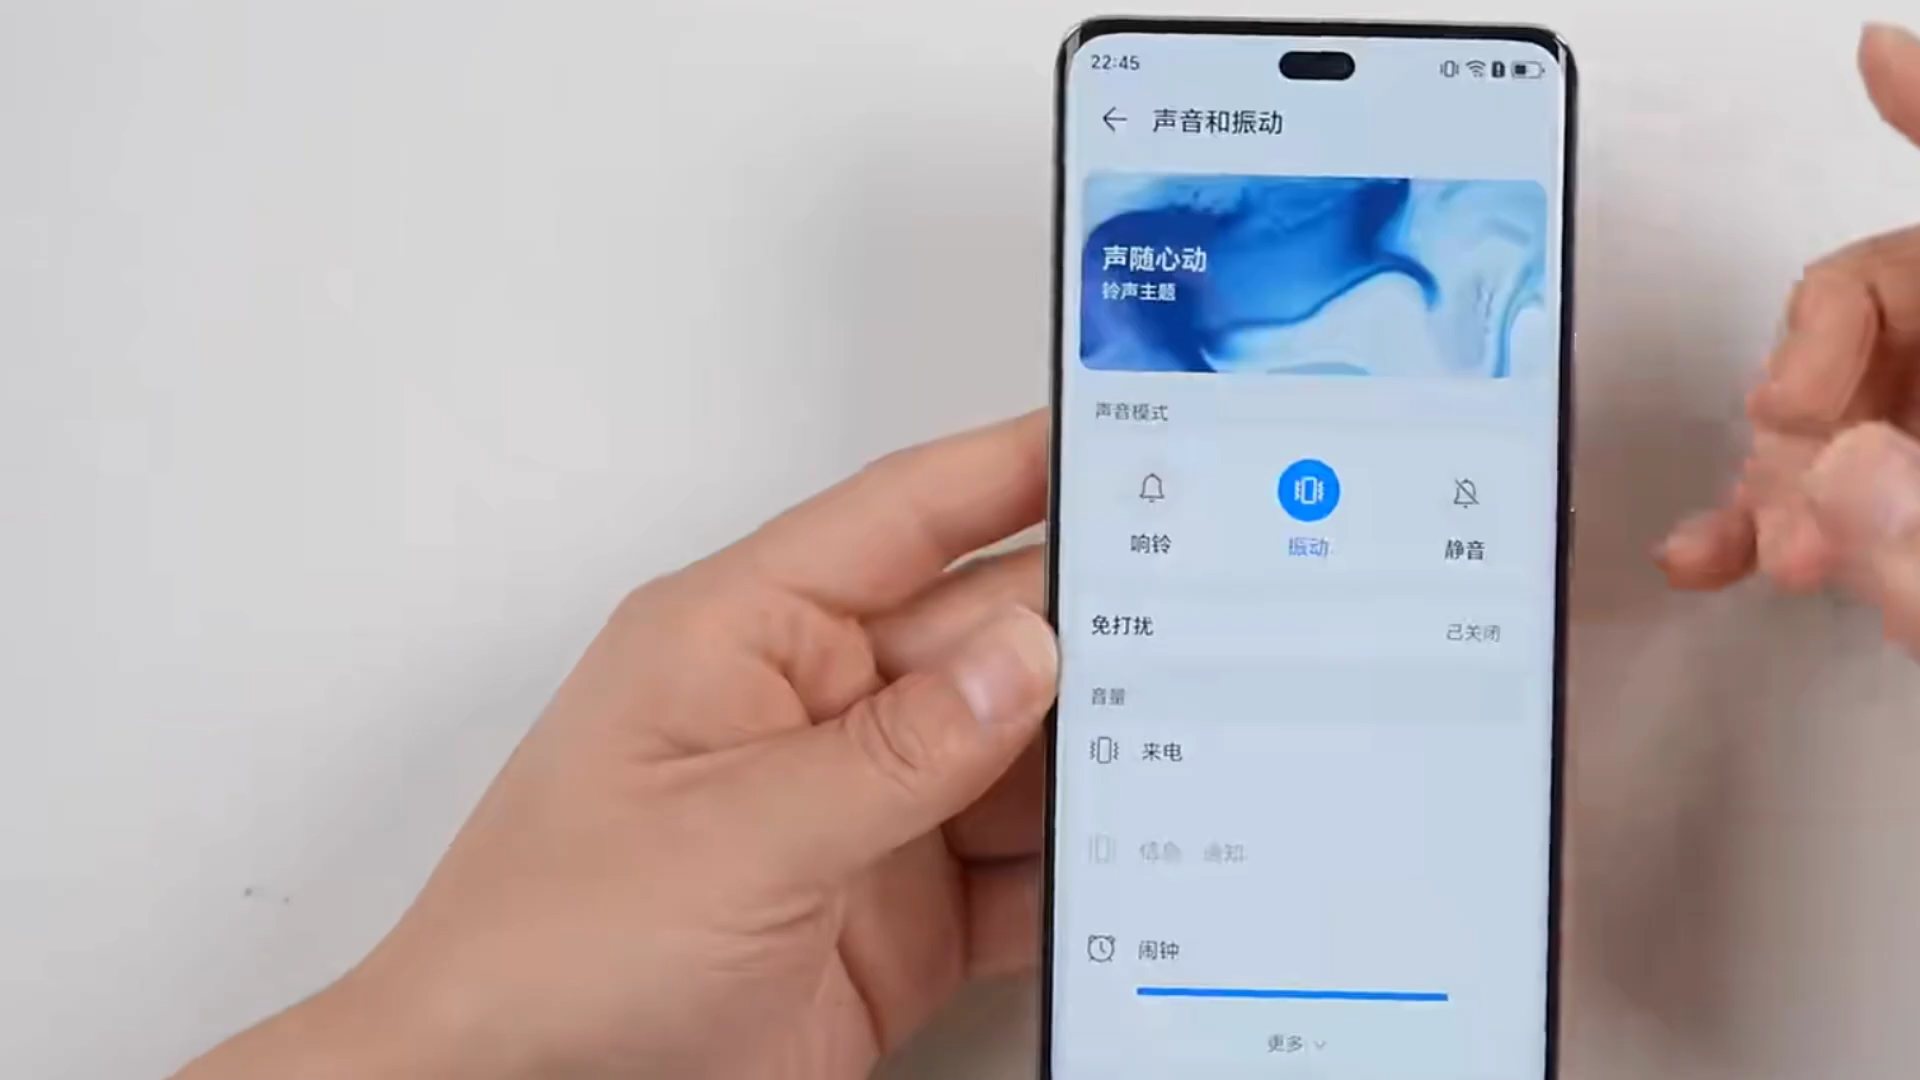 22:45
声音和振动
声随心动
铃声主题
声音模式
响铃
振动
静音
免打扰
已关闭
音量
来电
信息 通知
闹钟
更多